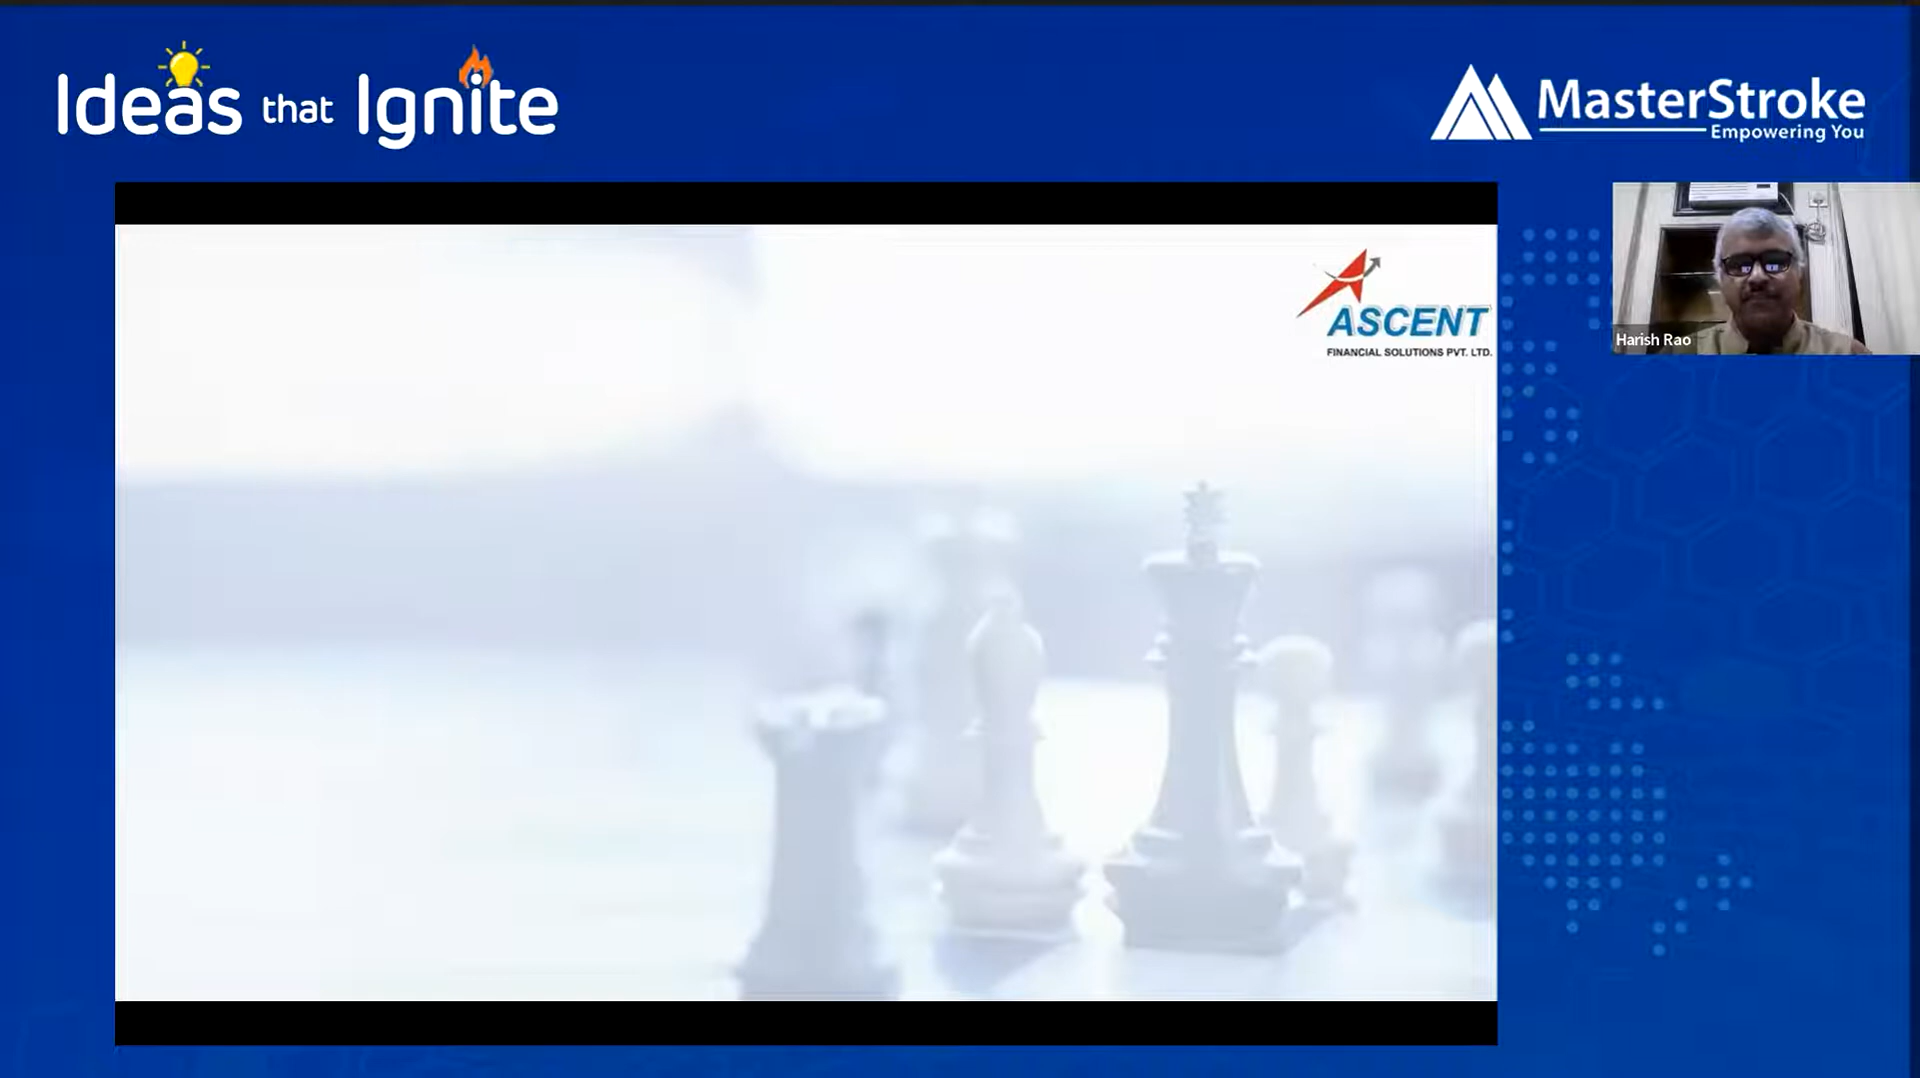 Ideas that Ignite
MasterStroke
Empowering You
ASCENT
FINANCIAL SOLUTIONS PVT. LTD.
Harish Rao